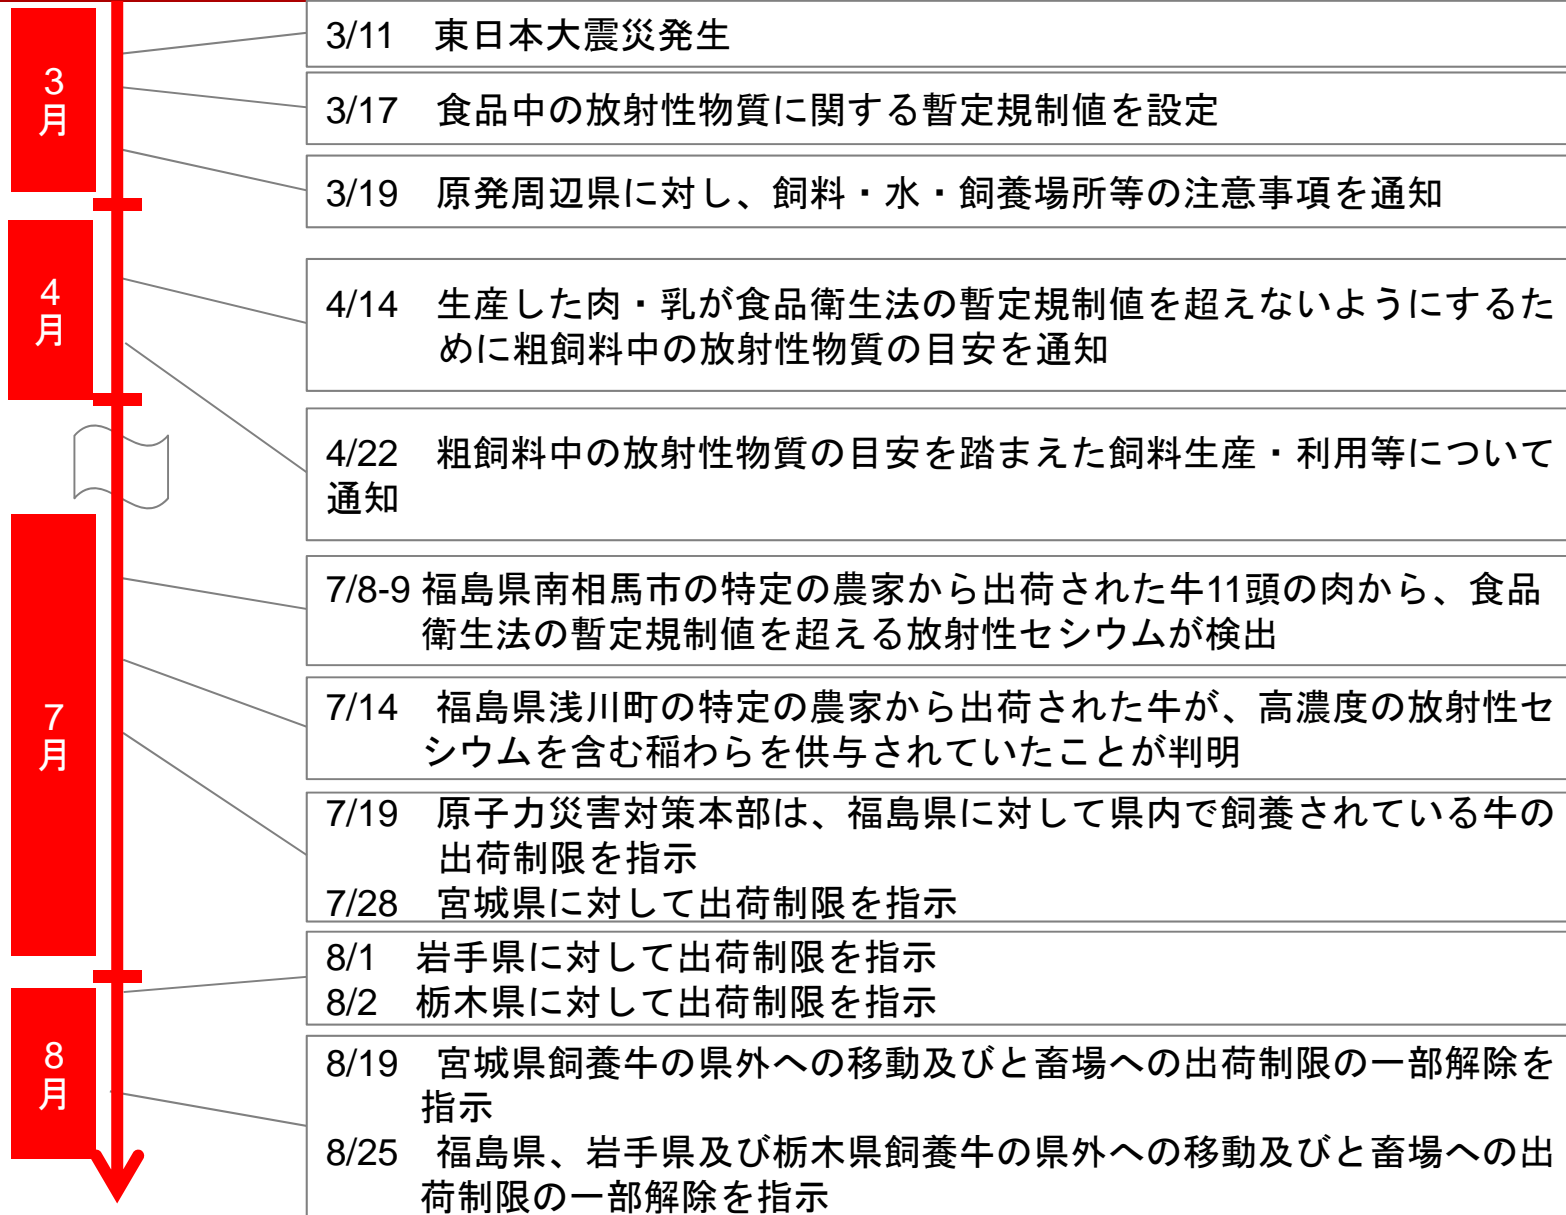 3月
3/11 東日本大震災発生
3/17 食品中の放射性物質に関する暫定規制値を設定
3/19 原発周辺県に対し、飼料・水・飼養場所等の注意事項を通知
4月
4/14 生産した肉・乳が食品衛生法の暫定規制値を超えないようにするた
めに粗飼料中の放射性物質の目安を通知
4/22 粗飼料中の放射性物質の目安を踏まえた飼料生産・利用等について
通知
7月
7/8-9 福島県南相馬市の特定の農家から出荷された牛11頭の肉から、食品
衛生法の暫定規制値を超える放射性セシウムが検出
7/14 福島県浅川町の特定の農家から出荷された牛が、高濃度の放射性セ
シウムを含む稲わらを供与されていたことが判明
7/19 原子力災害対策本部は、福島県に対して県内で飼養されている牛の
出荷制限を指示
7/28 宮城県に対して出荷制限を指示
8/1 岩手県に対して出荷制限を指示
8/2 栃木県に対して出荷制限を指示
8月
8/19 宮城県飼養牛の県外への移動及びと畜場への出荷制限の一部解除を
指示
8/25 福島県、岩手県及び栃木県飼養牛の県外への移動及びと畜場への出
荷制限の一部解除を指示